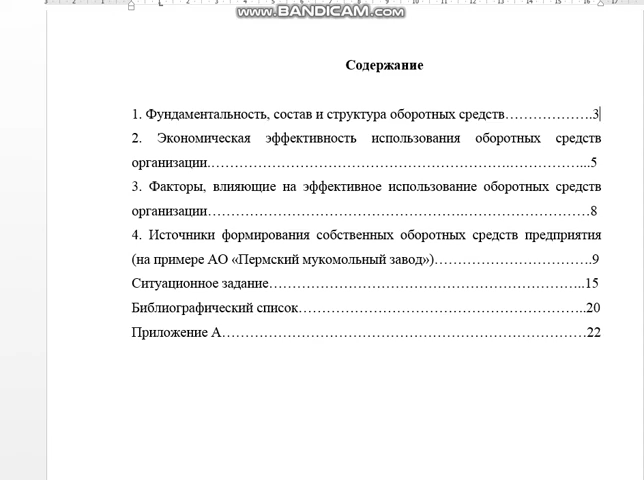 www.BANDICAM.com
Содержание
1. Фундаментальность, состав и структура оборотных средств……………….3
2. Экономическая эффективность использования оборотных средств
организации.…………………………………………………….……………...5
3. Факторы, влияющие на эффективное использование оборотных средств
организации……………………………………………….………………………8
4. Источники формирования собственных оборотных средств предприятия
(на примере АО «Пермский мукомольный завод»)…………………………….9
Ситуационное задание…………………………………………………………..15
Библиографический список……………………………………………………..20
Приложение А……………………………………………………………………22